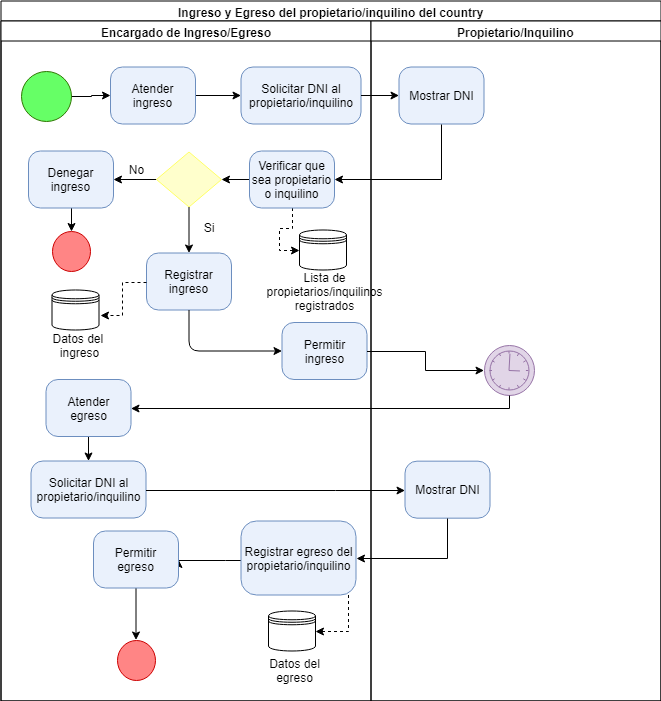 Ingreso y Egreso del propietario/inquilino del country
Encargado de Ingreso/Egreso
Propietario/Inquilino
Atender
ingreso
Solicitar DNI al
propietario/inquilino
Mostrar DNI
Denegar
ingreso
No
Verificar que
sea propietario
o inquilino
Si
Registrar
ingreso
Lista de
propietarios/inquilinos
registrados
Datos del
ingreso
Permitir
ingreso
Atender
egreso
Solicitar DNI al
propietario/inquilino
Mostrar DNI
Permitir
egreso
Registrar egreso del
propietario/inquilino
Datos del
egreso